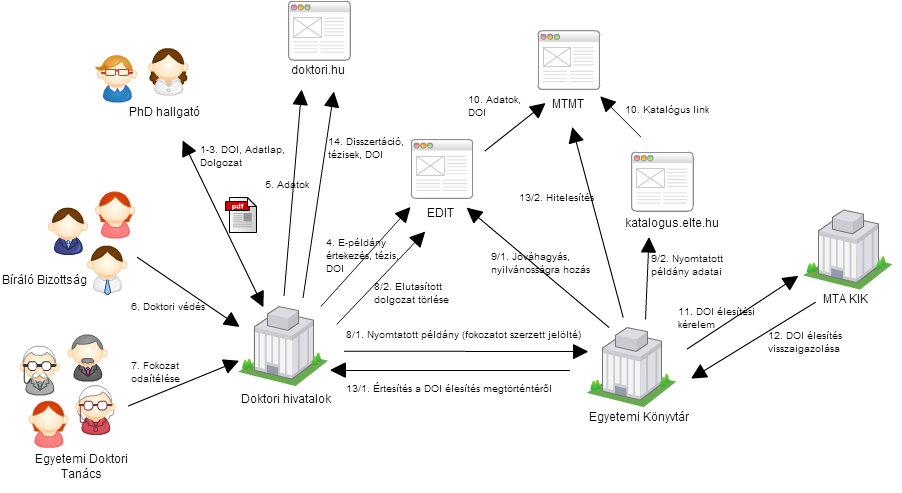 doktori.hu
MTMT
PhD hallgató
10. Adatok,
DOI
10. Katalógus link
1-3. DOI, Adatlap,
Dolgozat
14. Disszertáció,
tézisek, DOI
5. Adatok
pdf
EDIT
13/2. Hitelesítés
katalogus.elte.hu
4. E-példány
értekezés, tézis,
DOI
9/1. Jóváhagyás,
nyilvánosságra hozás
9/2. Nyomtatott
példány adatai
Bíráló Bizottság
8/2. Elutasított
dolgozat törlése
MTA KIK
6. Doktori védés
11. DOI élesítési
kérelem
8/1. Nyomtatott példány (fokozatot szerzett jelölté)
12. DOI élesítés
visszaigazolása
7. Fokozat
odaítélése
13/1. Értesítés a DOI élesítés megtörténtéről
Doktori hivatalok
Egyetemi Könyvtár
Egyetemi Doktori
Tanács